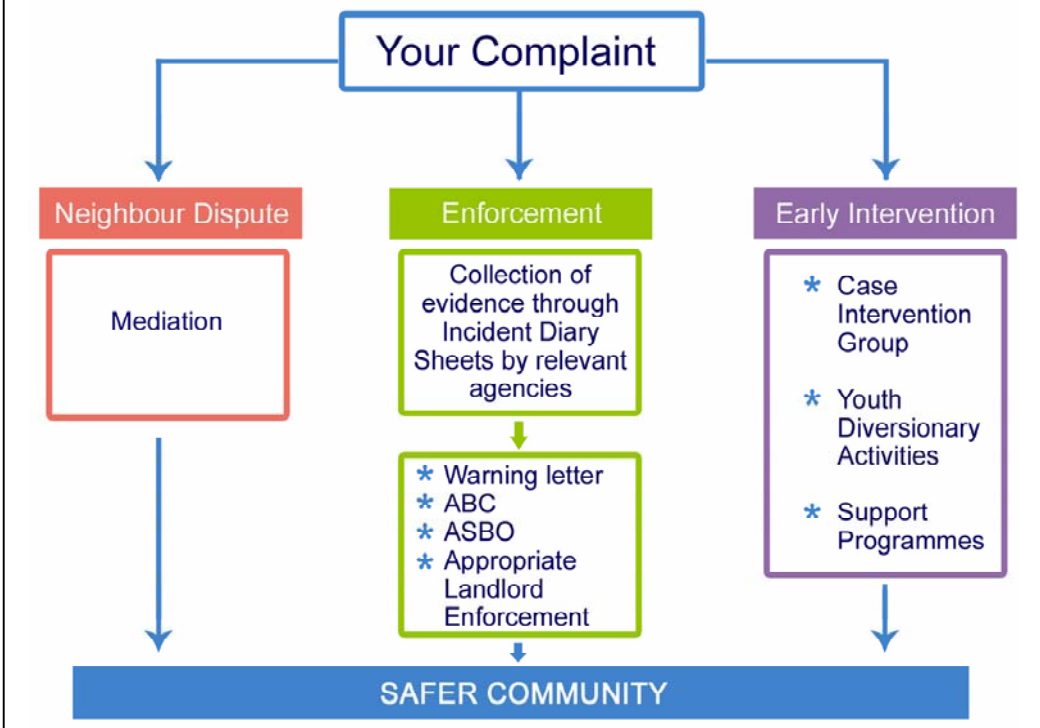 Your Complaint
Neighbour Dispute
Mediation
Enforcement
Collection of
evidence through
Incident Diary
Sheets by relevant
agencies
* Warning letter
* ABC
* ASBO
* Appropriate
Landlord
Enforcement
Early Intervention
* Case
Intervention
Group
* Youth
Diversionary
Activities
* Support
Programmes
SAFER COMMUNITY